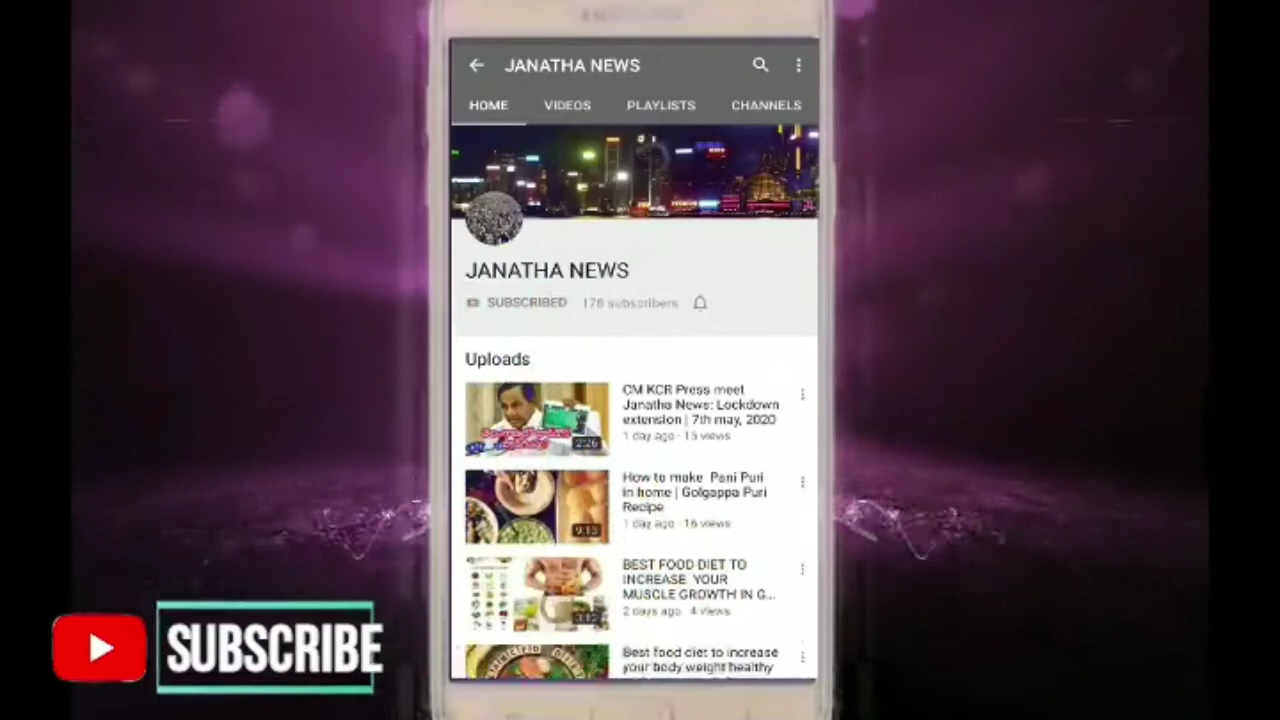 JANATHA NEWS
HOME VIDEOS PLAYLISTS CHANNELS
JANATHA NEWS
SUBSCRIBED 178 subscribers
Uploads
CM KCR Press meet
Janatha News: Lockdown
extension | 7th may, 2020
1 day ago · 15 views
2:26
How to make Pani Puri
in home | Golgappa Puri
Recipe
1 day ago · 16 views
BEST FOOD DIET TO
INCREASE YOUR
MUSCLE GROWTH IN G...
2 days ago · 4 views
Best food diet to increase
your body weight healthy
SUBSCRIBE